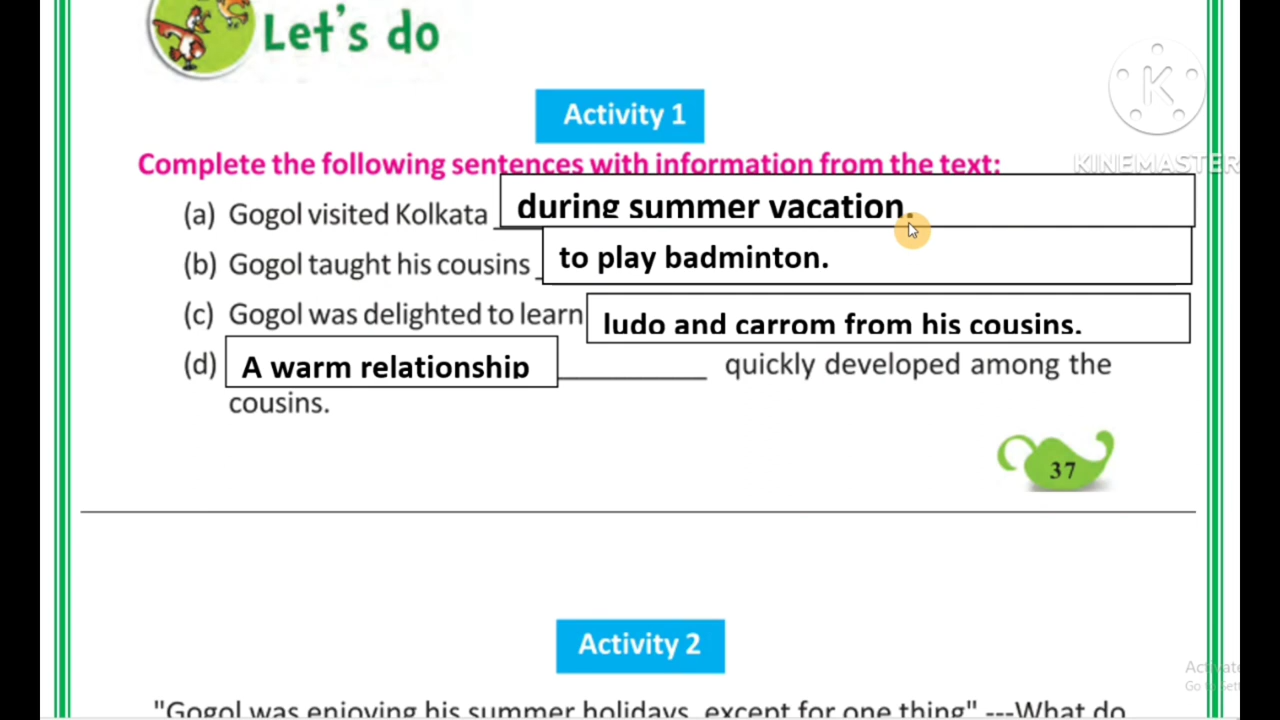 Let's do
Activity 1
KINEMASTER
Complete the following sentences with information from the text:
(a) Gogol visited Kolkata during summer vacation.
(b) Gogol taught his cousins to play badminton.
(c) Gogol was delighted to learn ludo and carrom from his cousins.
(d) A warm relationship quickly developed among the
cousins.
37
Activity 2
"Gogol was enjoying his summer holidays, except for one thing" ---What do